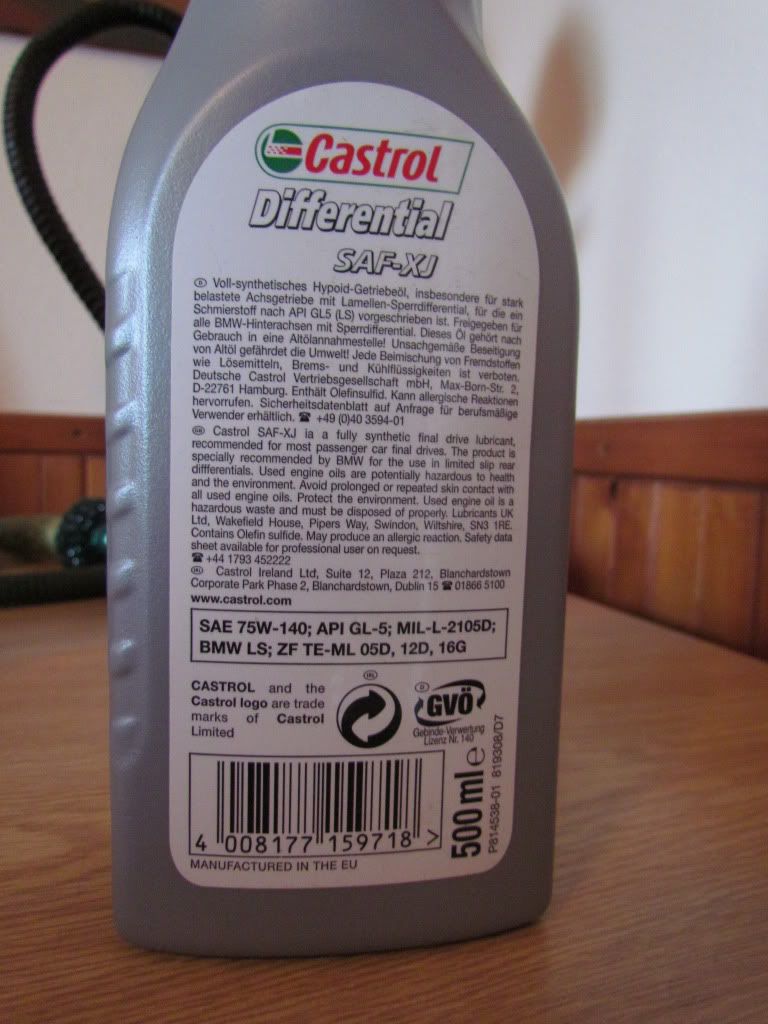 Castrol
Differential
SAF-XJ
D Voll-synthetisches Hypoid-Getriebeöl, insbesondere für stark
belastete Achsgetriebe mit Lamellen-Sperrdifferential, für die ein
Schmierstoff nach API GL5 (LS) vorgeschrieben ist. Freigegeben für
alle BMW-Hinterachsen mit Sperrdifferential. Dieses Öl gehört nach
Gebrauch in eine Altölannahmestelle! Unsachgemäße Beseitigung
von Altöl gefährdet die Umwelt! Jede Beimischung von Fremdstoffen
wie Lösemitteln, Brems- und Kühlflüssigkeiten ist verboten.
Deutsche Castrol Vertriebsgesellschaft mbH, Max-Born-Str. 2,
D-22761 Hamburg. Enthält Olefinsulfid. Kann allergische Reaktionen
hervorrufen. Sicherheitsdatenblatt auf Anfrage für berufsmäßige
Verwender erhältlich. ☎ +49 (0)40 3594-01
GB Castrol SAF-XJ ia a fully synthetic final drive lubricant,
recommended for most passenger car final drives. The product is
specially recommended by BMW for the use in limited slip rear
diffferentials. Used engine oils are potentially hazardous to health
and the environment. Avoid prolonged or repeated skin contact with
all used engine oils. Protect the environment. Used engine oil is a
hazardous waste and must be disposed of properly. Lubricants UK
Ltd, Wakefield House, Pipers Way, Swindon, Wiltshire, SN3 1RE.
Contains Olefin sulfide. May produce an allergic reaction. Safety data
sheet available for professional user on request.
☎ +44 1793 452222
IRL Castrol Ireland Ltd, Suite 12, Plaza 212, Blanchardstown
Corporate Park Phase 2, Blanchardstown, Dublin 15 ☎ 01866 5100
www.castrol.com
SAE 75W-140; API GL-5; MIL-L-2105D;
BMW LS; ZF TE-ML 05D, 12D, 16G
CASTROL and the
Castrol logo are trade
marks of Castrol
Limited
IRL
D
GVÖ
Gebinde-Verwertung
Lizenz Nr. 140
4 008177 159718 >
MANUFACTURED IN THE EU
500 ml e
P814538-01 819308/D7